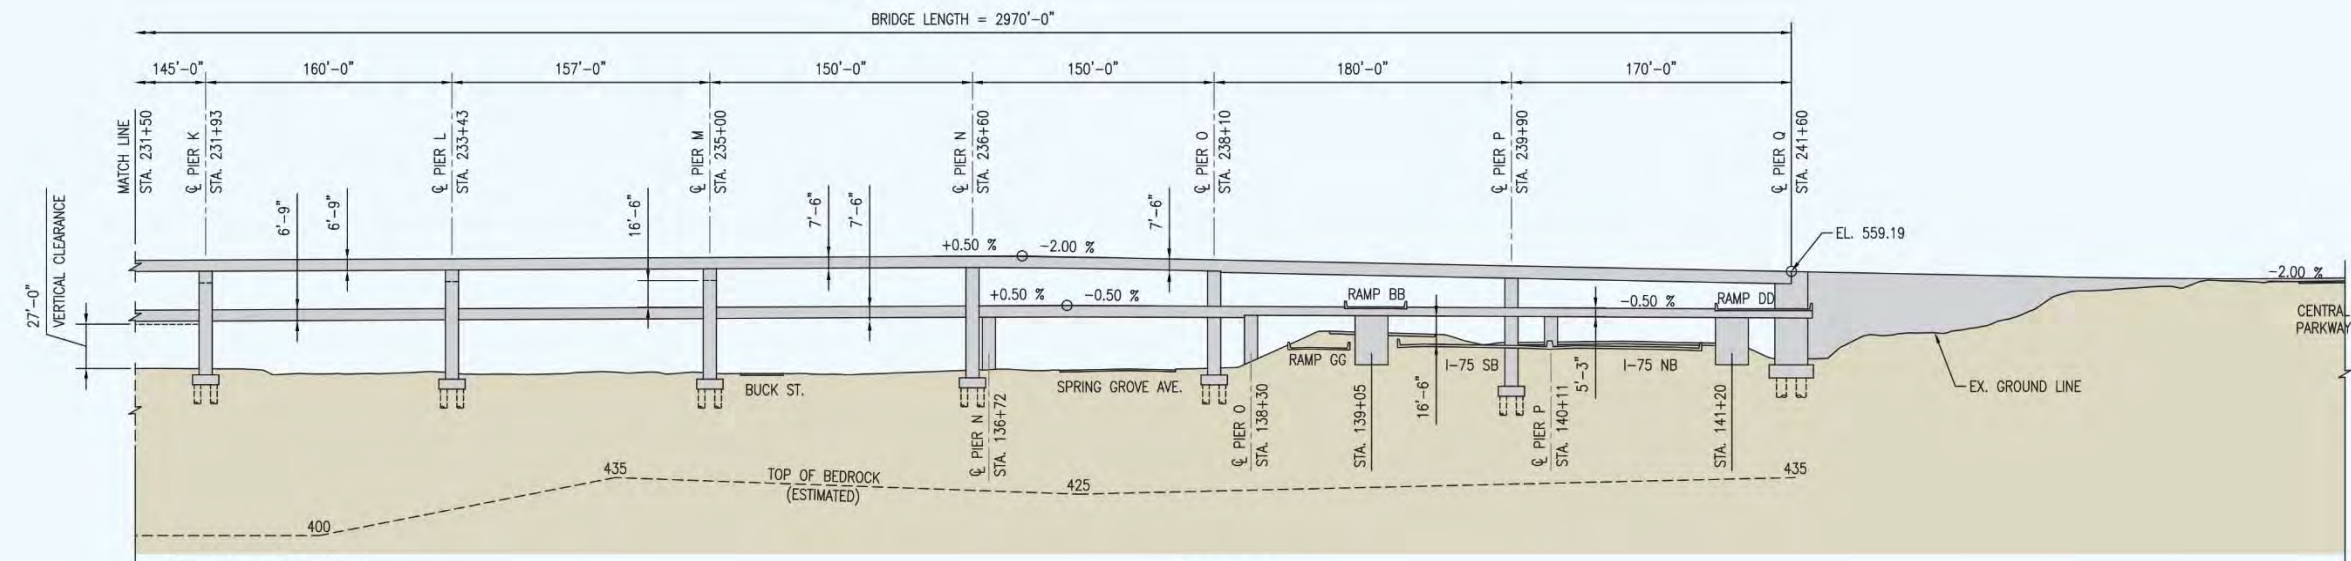 BRIDGE LENGTH = 2970'-0"
145'-0"
160'-0"
157'-0"
150'-0"
150'-0"
180'-0"
170'-0"
MATCH LINE
STA. 231+50
℄ PIER K
STA. 231+93
℄ PIER L
STA. 233+43
℄ PIER M
STA. 235+00
℄ PIER N
STA. 236+60
℄ PIER O
STA. 238+10
℄ PIER P
STA. 239+90
℄ PIER Q
STA. 241+60
27'-0"
VERTICAL CLEARANCE
6'-9"
6'-9"
16'-6"
7'-6"
7'-6"
7'-6"
+0.50 %
-2.00 %
EL. 559.19
-2.00 %
+0.50 %
-0.50 %
RAMP BB
-0.50 %
RAMP DD
CENTRAL
PARKWAY
RAMP GG
I-75 SB
I-75 NB
BUCK ST.
SPRING GROVE AVE.
16'-6"
5'-3"
EX. GROUND LINE
℄ PIER N
STA. 136+72
℄ PIER O
STA. 138+30
STA. 139+05
℄ PIER P
STA. 140+11
STA. 141+20
400
435
TOP OF BEDROCK
(ESTIMATED)
425
435